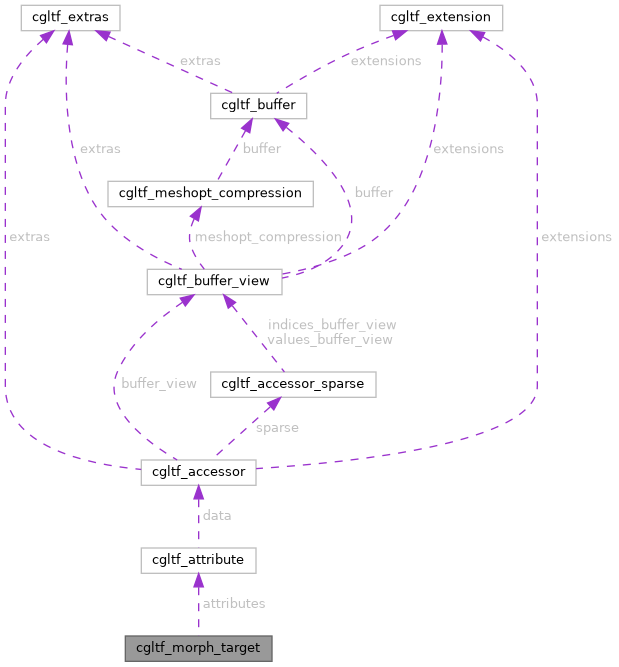 cgltf_extras
cgltf_extension
extras
extensions
cgltf_buffer
extras
buffer
extensions
cgltf_meshopt_compression
buffer
extras
meshopt_compression
extensions
cgltf_buffer_view
indices_buffer_view
values_buffer_view
buffer_view
cgltf_accessor_sparse
sparse
cgltf_accessor
data
cgltf_attribute
attributes
cgltf_morph_target